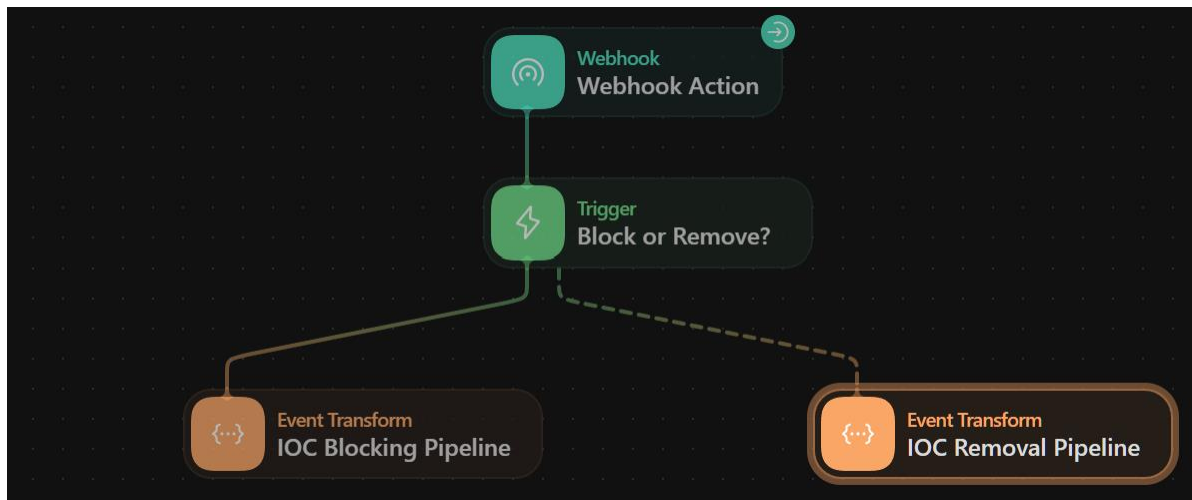 Webhook
Webhook Action
Trigger
Block or Remove?
Event Transform
IOC Blocking Pipeline
Event Transform
IOC Removal Pipeline